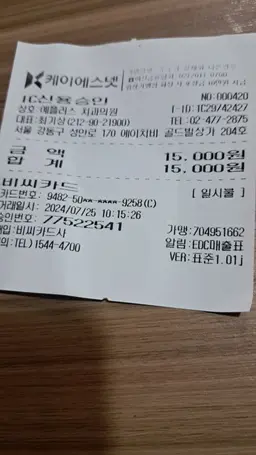 케이에스넷
IC신용승인 NO:000420
상호:예플러스 치과의원 T-ID:IC29/42427
대표:최기상(212-90-21900) TEL:02-477-2875
서울 강동구 상안로 170 에이치비 골드빌상가 204호
금 액 15,000원
합 계 15,000원
비씨카드 [ 일시불 ]
카드번호: 9482-50**-****-9258(C)
거래일시: 2024/07/25 10:15:26
승인번호: 77522541
매입:비씨카드사 가맹:704951662
문의:TEL)1544-4700 알림:EDC매출표
VER:표준1.01j